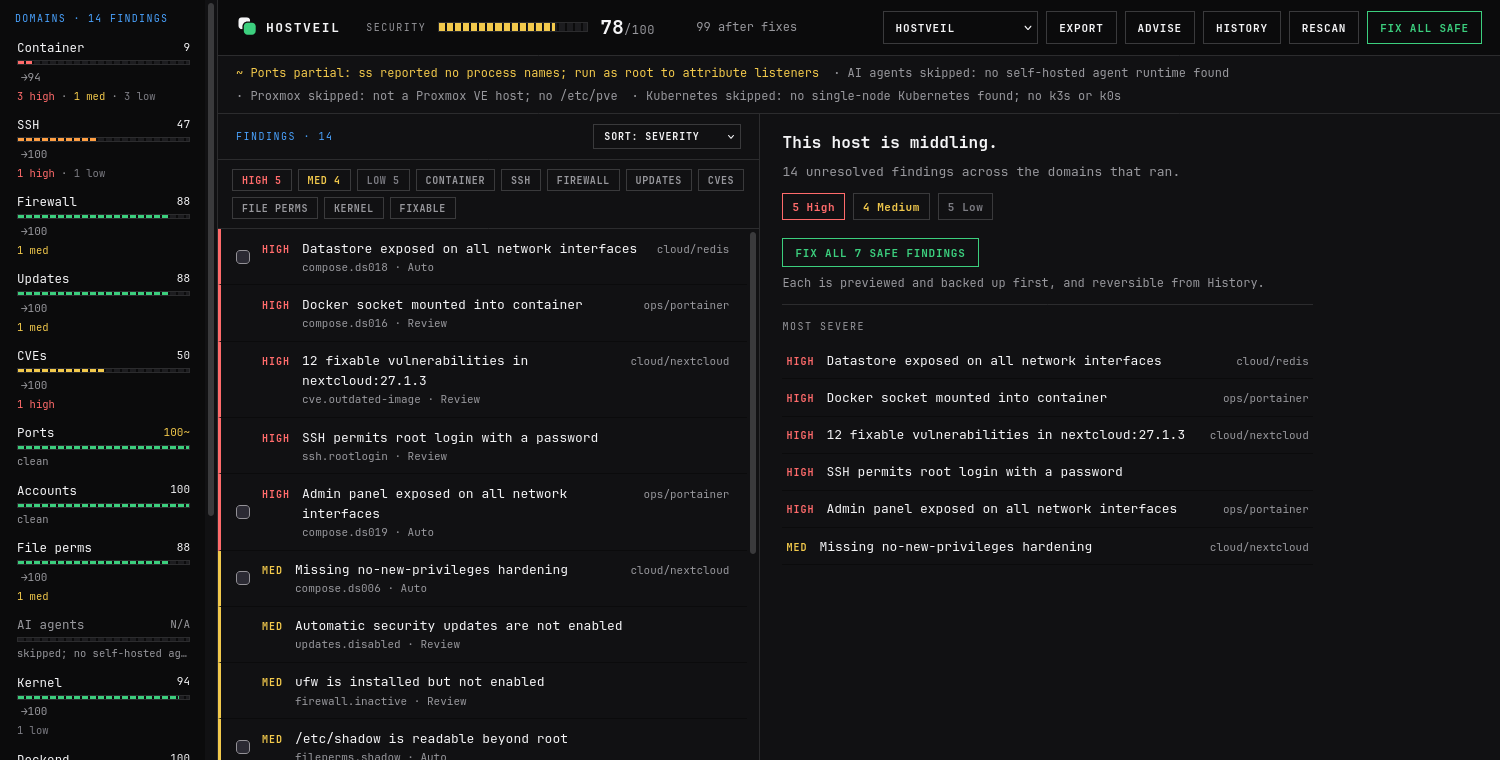 DOMAINS · 14 FINDINGS
Container 9
→94
3 high · 1 med · 3 low
SSH 47
→100
1 high · 1 low
Firewall 88
→100
1 med
Updates 88
→100
1 med
CVEs 50
→100
1 high
Ports 100~
clean
Accounts 100
clean
File perms 88
→100
1 med
AI agents N/A
skipped; no self-hosted ag…
Kernel 94
→100
1 low
100
HOSTVEIL SECURITY 78/100 99 after fixes HOSTVEIL EXPORT ADVISE HISTORY RESCAN FIX ALL SAFE
~ Ports partial: ss reported no process names; run as root to attribute listeners · AI agents skipped: no self-hosted agent runtime found
· Proxmox skipped: not a Proxmox VE host; no /etc/pve · Kubernetes skipped: no single-node Kubernetes found; no k3s or k0s
FINDINGS · 14 SORT: SEVERITY
HIGH 5 MED 4 LOW 5 CONTAINER SSH FIREWALL UPDATES CVES
FILE PERMS KERNEL FIXABLE
HIGH Datastore exposed on all network interfaces cloud/redis
compose.ds018 · Auto
HIGH Docker socket mounted into container ops/portainer
compose.ds016 · Review
HIGH 12 fixable vulnerabilities in cloud/nextcloud
nextcloud:27.1.3
cve.outdated-image · Review
HIGH SSH permits root login with a password
ssh.rootlogin · Review
HIGH Admin panel exposed on all network ops/portainer
interfaces
compose.ds019 · Auto
MED Missing no-new-privileges hardening cloud/nextcloud
compose.ds006 · Auto
MED Automatic security updates are not enabled
updates.disabled · Review
MED ufw is installed but not enabled
firewall.inactive · Review
MED /etc/shadow is readable beyond root
fileperms.shadow · Auto
This host is middling.
14 unresolved findings across the domains that ran.
5 High 4 Medium 5 Low
FIX ALL 7 SAFE FINDINGS
Each is previewed and backed up first, and reversible from History.
MOST SEVERE
HIGH Datastore exposed on all network interfaces cloud/redis
HIGH Docker socket mounted into container ops/portainer
HIGH 12 fixable vulnerabilities in nextcloud:27.1.3 cloud/nextcloud
HIGH SSH permits root login with a password
HIGH Admin panel exposed on all network interfaces ops/portainer
MED Missing no-new-privileges hardening cloud/nextcloud